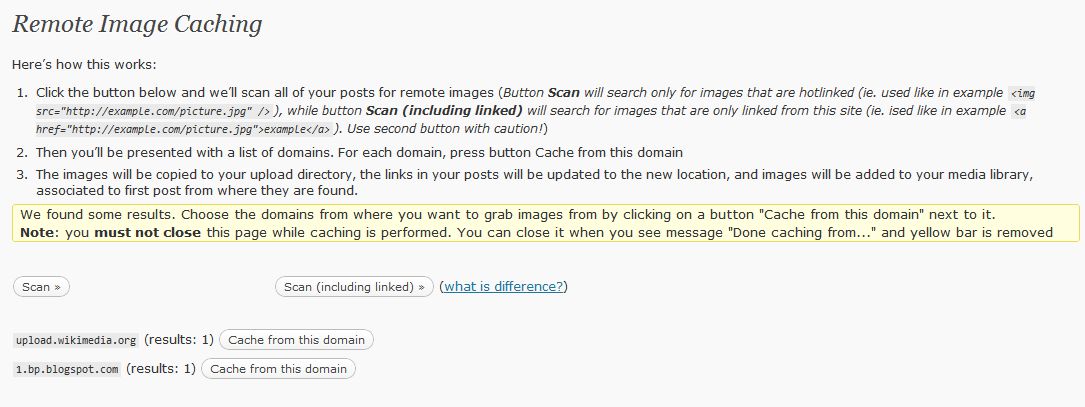 Remote Image Caching
Here's how this works:
1. Click the button below and we'll scan all of your posts for remote images (Button Scan will search only for images that are hotlinked (ie. used like in example <img
src="http://example.com/picture.jpg" />), while button Scan (including linked) will search for images that are only linked from this site (ie. ised like in example <a
href="http://example.com/picture.jpg">example</a>). Use second button with caution!)
2. Then you'll be presented with a list of domains. For each domain, press button Cache from this domain
3. The images will be copied to your upload directory, the links in your posts will be updated to the new location, and images will be added to your media library,
associated to first post from where they are found.
We found some results. Choose the domains from where you want to grab images from by clicking on a button "Cache from this domain" next to it.
Note: you must not close this page while caching is performed. You can close it when you see message "Done caching from..." and yellow bar is removed
Scan » Scan (including linked) » (what is difference?)
upload.wikimedia.org (results: 1) Cache from this domain
1.bp.blogspot.com (results: 1) Cache from this domain